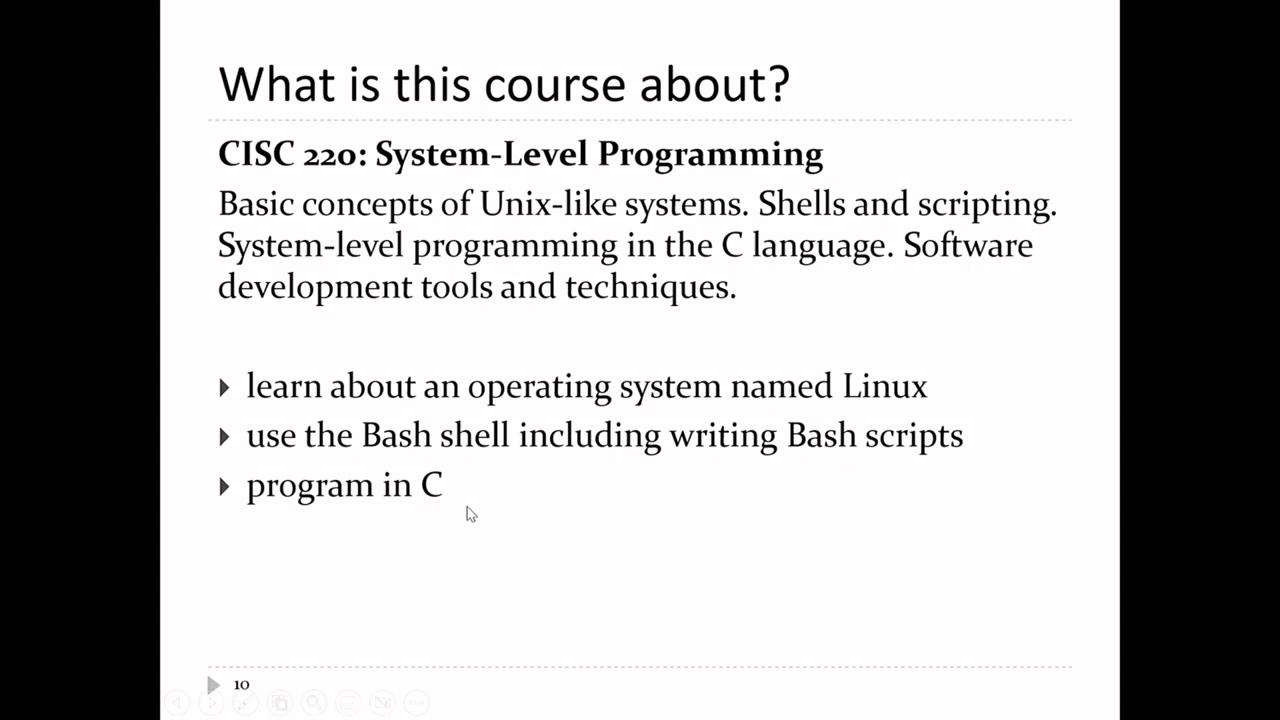 What is this course about?
CISC 220: System-Level Programming
Basic concepts of Unix-like systems. Shells and scripting.
System-level programming in the C language. Software
development tools and techniques.
learn about an operating system named Linux
use the Bash shell including writing Bash scripts
program in C
10